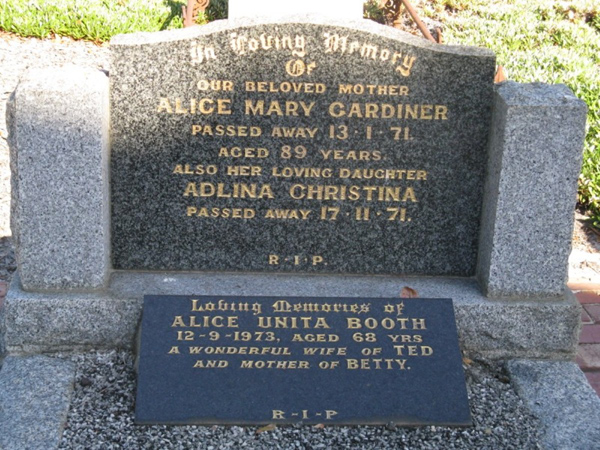 In Loving Memory
Of
OUR BELOVED MOTHER
ALICE MARY GARDINER
PASSED AWAY 13·1·71.
AGED 89 YEARS.
ALSO HER LOVING DAUGHTER
ADLINA CHRISTINA
PASSED AWAY 17·11·71.
R·I·P.
Loving Memories of
ALICE UNITA BOOTH
12-9-1973, AGED 68 YRS
A WONDERFUL WIFE OF TED
AND MOTHER OF BETTY.
R-I-P